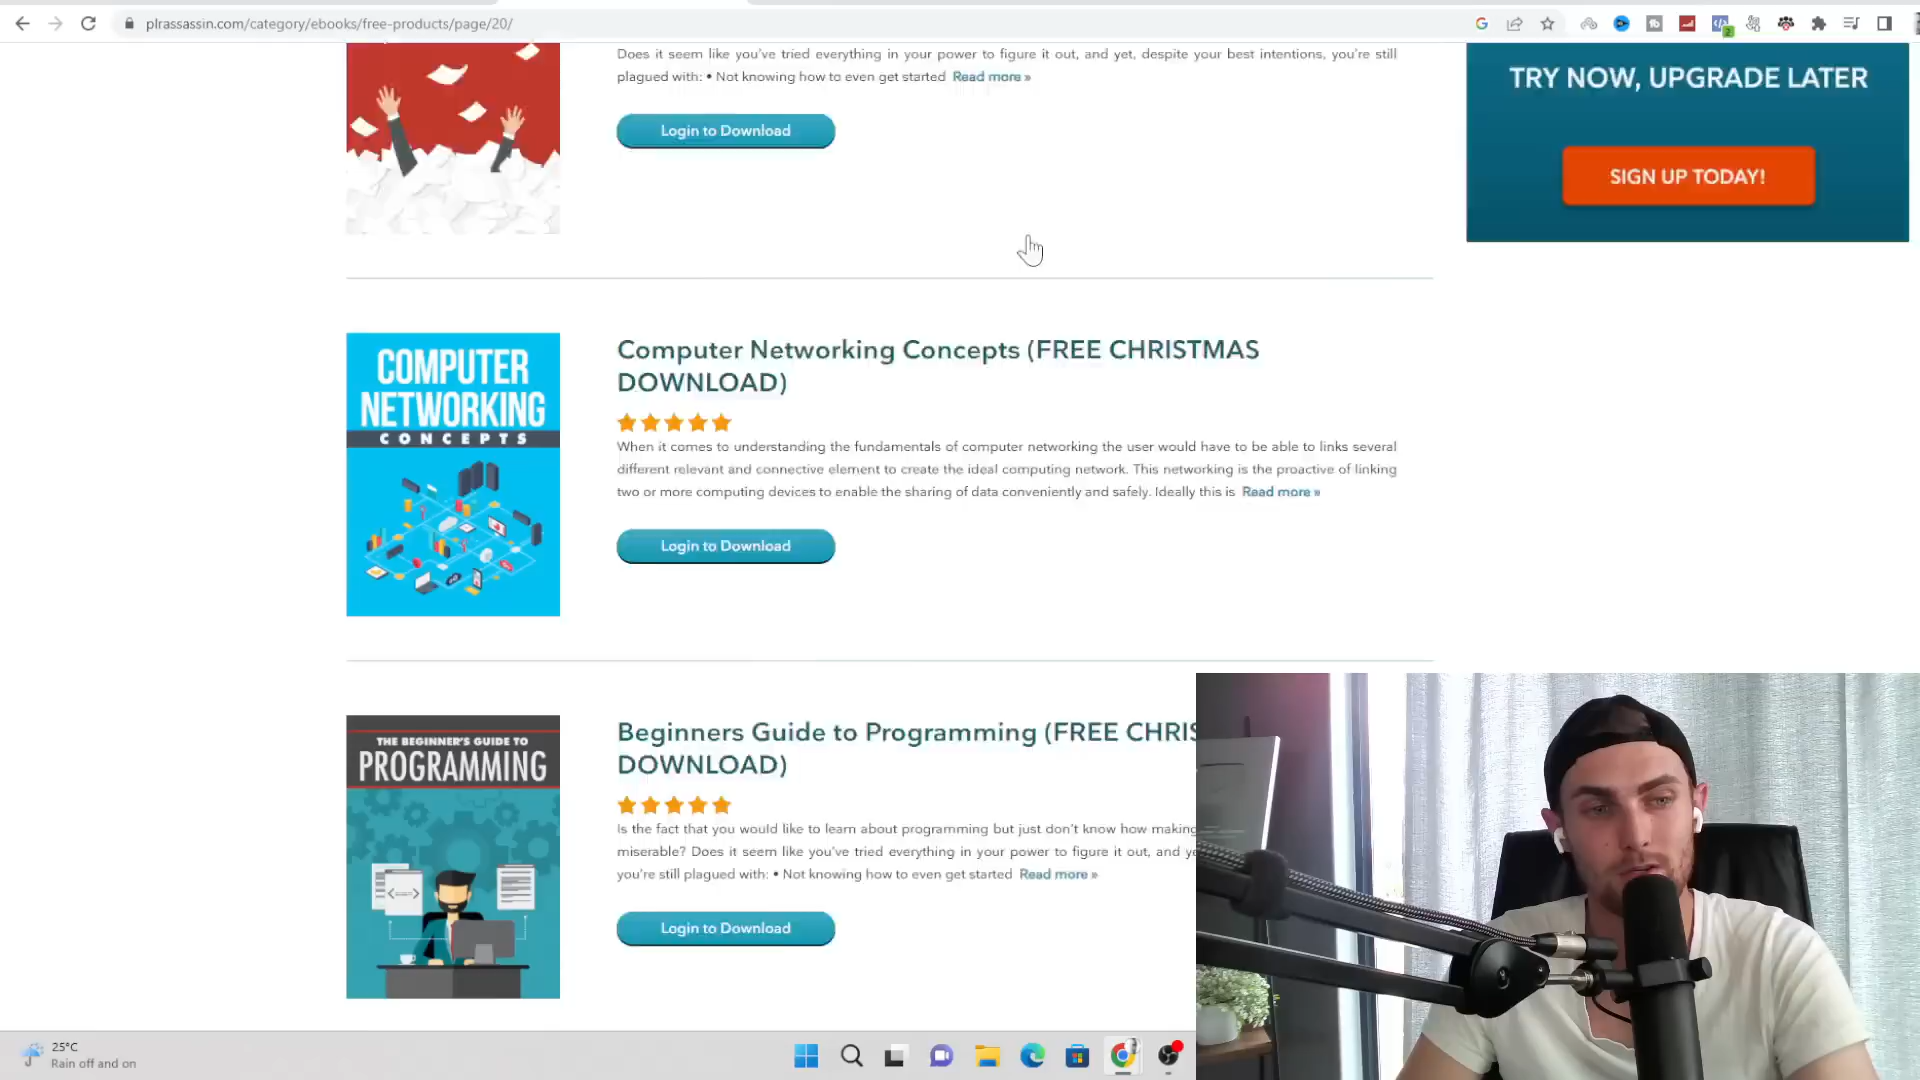 plrassassin.com/category/ebooks/free-products/page/20/
2
Does it seem like you've tried everything in your power to figure it out, and yet, despite your best intentions, you're still
plagued with: • Not knowing how to even get started Read more »
Login to Download
TRY NOW, UPGRADE LATER
SIGN UP TODAY!
COMPUTER
NETWORKING
CONCEPTS
Computer Networking Concepts (FREE CHRISTMAS
DOWNLOAD)
When it comes to understanding the fundamentals of computer networking the user would have to be able to links several
different relevant and connective element to create the ideal computing network. This networking is the proactive of linking
two or more computing devices to enable the sharing of data conveniently and safely. Ideally this is Read more »
Login to Download
THE BEGINNER'S GUIDE TO
PROGRAMMING
Beginners Guide to Programming (FREE CHRIS
DOWNLOAD)
Is the fact that you would like to learn about programming but just don't know how making
miserable? Does it seem like you've tried everything in your power to figure it out, and ye
you're still plagued with: • Not knowing how to even get started Read more »
Login to Download
25°C
Rain off and on